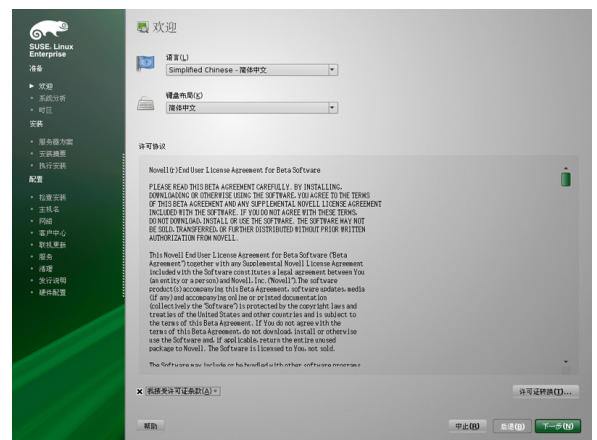 SUSE. Linux
Enterprise
准备
欢迎
系统分析
时区
安装
服务器方案
安装摘要
执行安装
配置
检查安装
主机名
网络
客户中心
联机更新
服务
清理
发行说明
硬件配置
欢迎
语言(L)
Simplified Chinese - 简体中文
键盘布局(K)
简体中文
许可协议
Novell(r) End User License Agreement for Beta Software
PLEASE READ THIS BETA AGREEMENT CAREFULLY. BY INSTALLING,
DOWNLOADING OR OTHERWISE USING THE SOFTWARE, YOU AGREE TO THE TERMS
OF THIS BETA AGREEMENT AND ANY SUPPLEMENTAL NOVELL LICENSE AGREEMENT
INCLUDED WITH THE SOFTWARE. IF YOU DO NOT AGREE WITH THESE TERMS,
DO NOT DOWNLOAD, INSTALL OR USE THE SOFTWARE. THE SOFTWARE MAY NOT
BE SOLD, TRANSFERRED, OR FURTHER DISTRIBUTED WITHOUT PRIOR WRITTEN
AUTHORIZATION FROM NOVELL.
This Novell End User License Agreement for Beta Software ("Beta
Agreement") together with any Supplemental Novell License Agreement
included with the Software constitutes a legal agreement between You
(an entity or a person) and Novell, Inc. ("Novell"). The software
product(s) accompanying this Beta Agreement, software updates, media
(if any) and accompanying online or printed documentation
(collectively the "Software") is protected by the copyright laws and
treaties of the United States and other countries and is subject to
the terms of this Beta Agreement. If You do not agree with the
terms of this Beta Agreement, do not download, install or otherwise
use the Software and, if applicable, return the entire unused
package to Novell. The Software is licensed to You, not sold.
The Software may include or be bundled with other software programs
我接受许可证条款(A)
许可证转换(T)...
帮助
中止(R)
后退(B)
下一步(N)